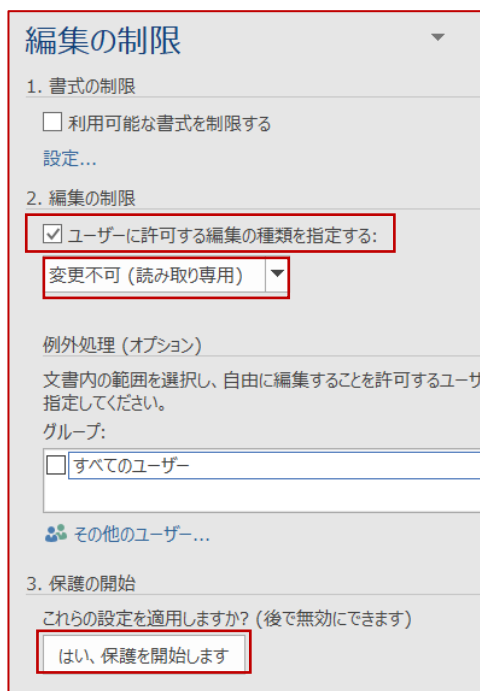 編集の制限
1. 書式の制限
利用可能な書式を制限する
設定...
2. 編集の制限
ユーザーに許可する編集の種類を指定する:
変更不可 (読み取り専用)
例外処理 (オプション)
文書内の範囲を選択し、自由に編集することを許可するユーザ
指定してください。
グループ:
すべてのユーザー
その他のユーザー...
3. 保護の開始
これらの設定を適用しますか? (後で無効にできます)
はい、保護を開始します